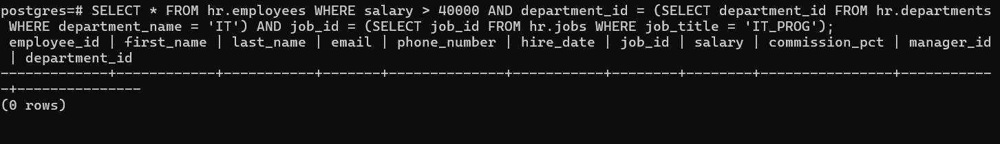 postgres=# SELECT * FROM hr.employees WHERE salary > 40000 AND department_id = (SELECT department_id FROM hr.departments
 WHERE department_name = 'IT') AND job_id = (SELECT job_id FROM hr.jobs WHERE job_title = 'IT_PROG');
 employee_id | first_name | last_name | email | phone_number | hire_date | job_id | salary | commission_pct | manager_id
 | department_id
-------------+------------+-----------+-------+--------------+-----------+--------+--------+----------------+-----------
-+---------------
(0 rows)